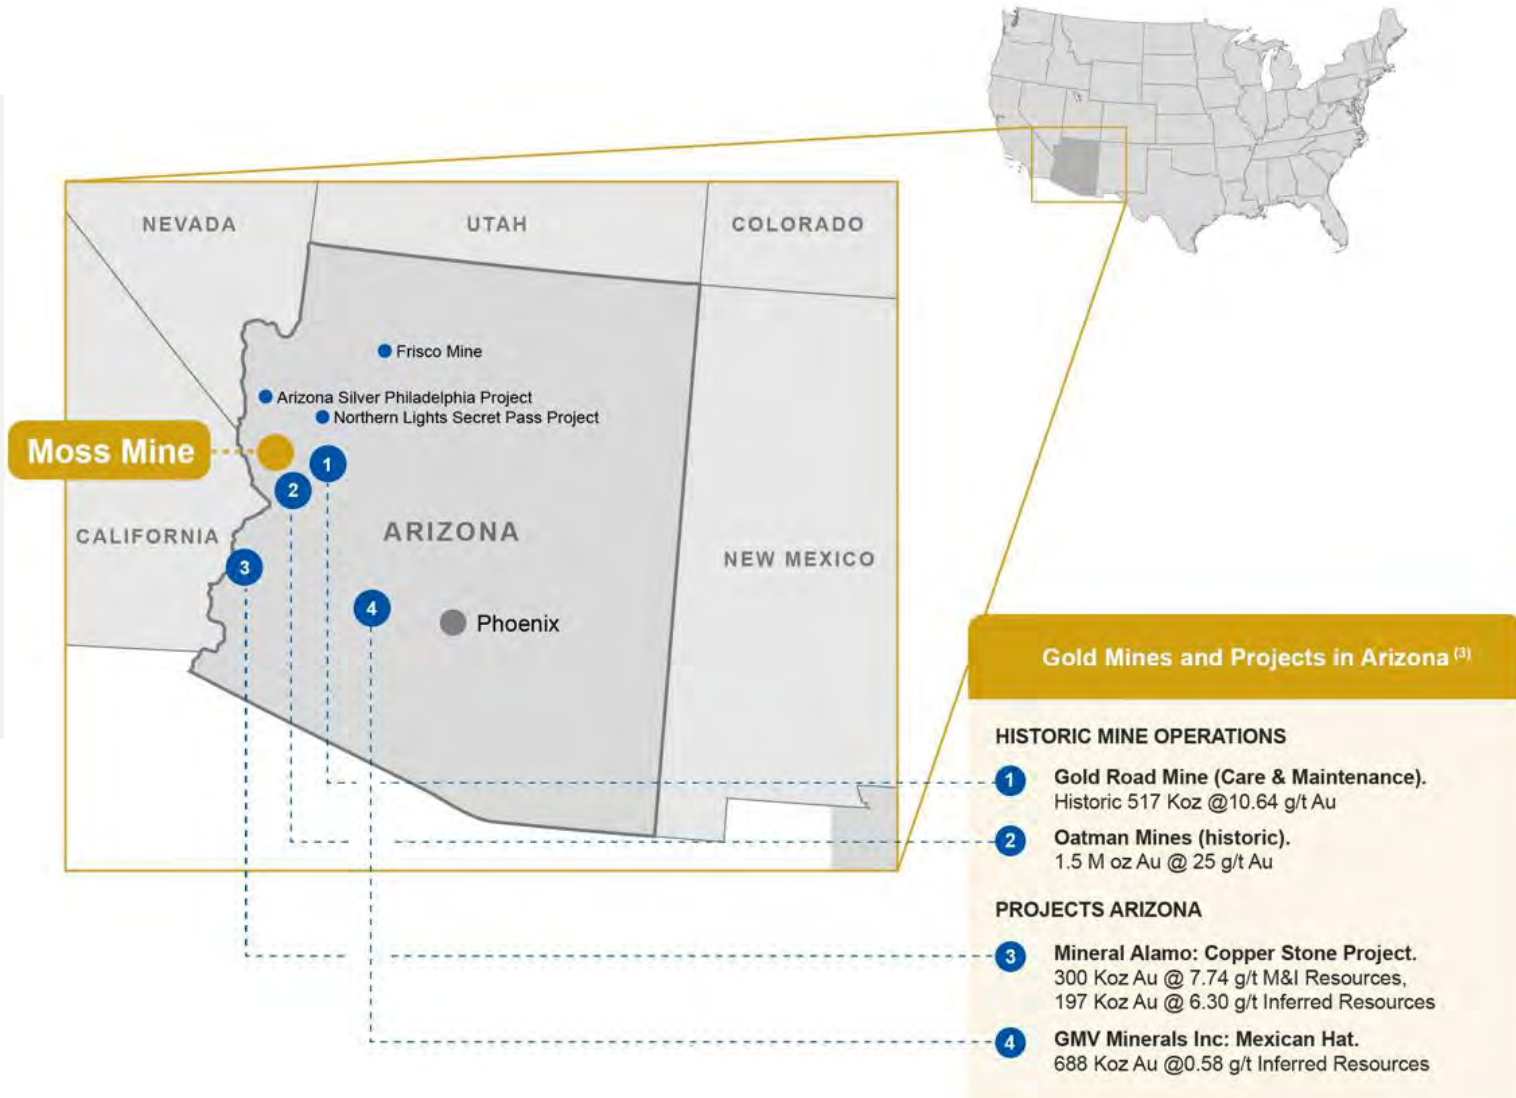 NEVADA
UTAH
COLORADO
Frisco Mine
Arizona Silver Philadelphia Project
Northern Lights Secret Pass Project
Moss Mine
1
2
ARIZONA
CALIFORNIA
NEW MEXICO
3
4
Phoenix
Gold Mines and Projects in Arizona (3)
HISTORIC MINE OPERATIONS
1 Gold Road Mine (Care & Maintenance).
Historic 517 Koz @10.64 g/t Au
2 Oatman Mines (historic).
1.5 M oz Au @ 25 g/t Au
PROJECTS ARIZONA
3 Mineral Alamo: Copper Stone Project.
300 Koz Au @ 7.74 g/t M&I Resources,
197 Koz Au @ 6.30 g/t Inferred Resources
4 GMV Minerals Inc: Mexican Hat.
688 Koz Au @0.58 g/t Inferred Resources